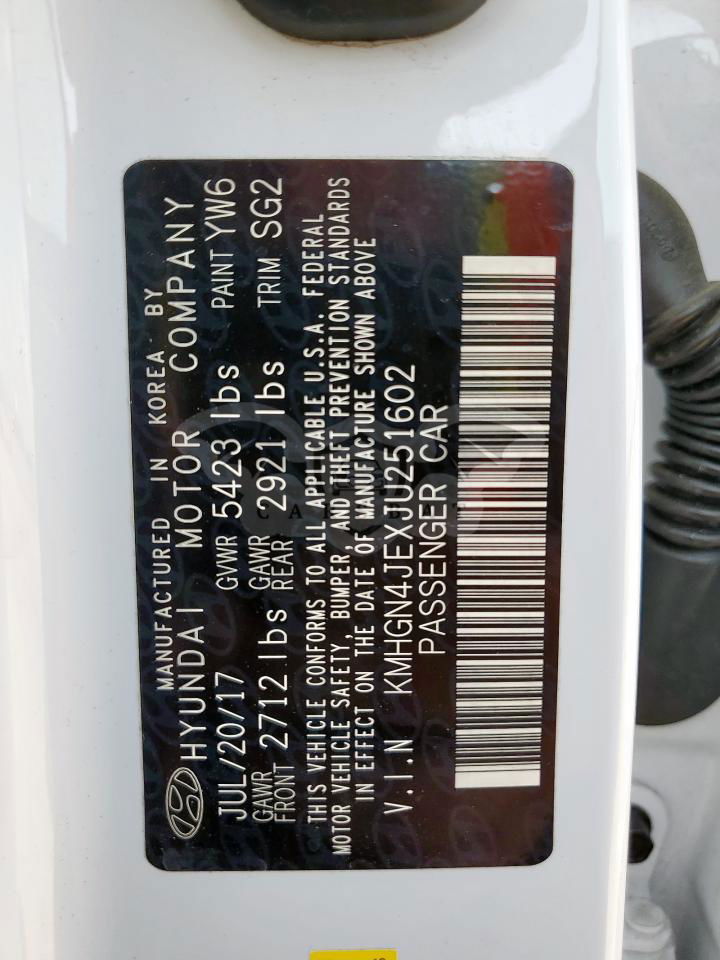 MANUFACTURED IN KOREA BY
HYUNDAI MOTOR COMPANY
JUL/20/17 GVWR 5423 lbs PAINT YW6
GAWR FRONT 2712 lbs GAWR REAR 2921 lbs TRIM SG2
THIS VEHICLE CONFORMS TO ALL APPLICABLE U.S.A. FEDERAL
MOTOR VEHICLE SAFETY, BUMPER, AND THEFT PREVENTION STANDARDS
IN EFFECT ON THE DATE OF MANUFACTURE SHOWN ABOVE
V.I.N KMHGN4JEXJU251602
PASSENGER CAR